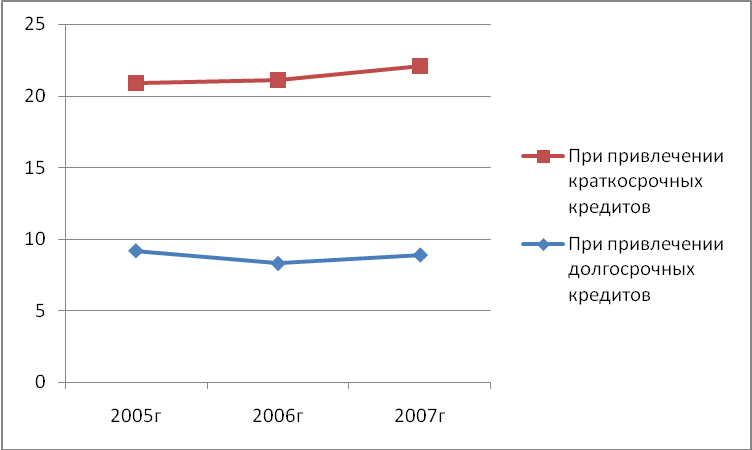 25
20
15
10
5
0
2005г
2006г
2007г
При привлечении
краткосрочных
кредитов
При привлечении
долгосрочных
кредитов